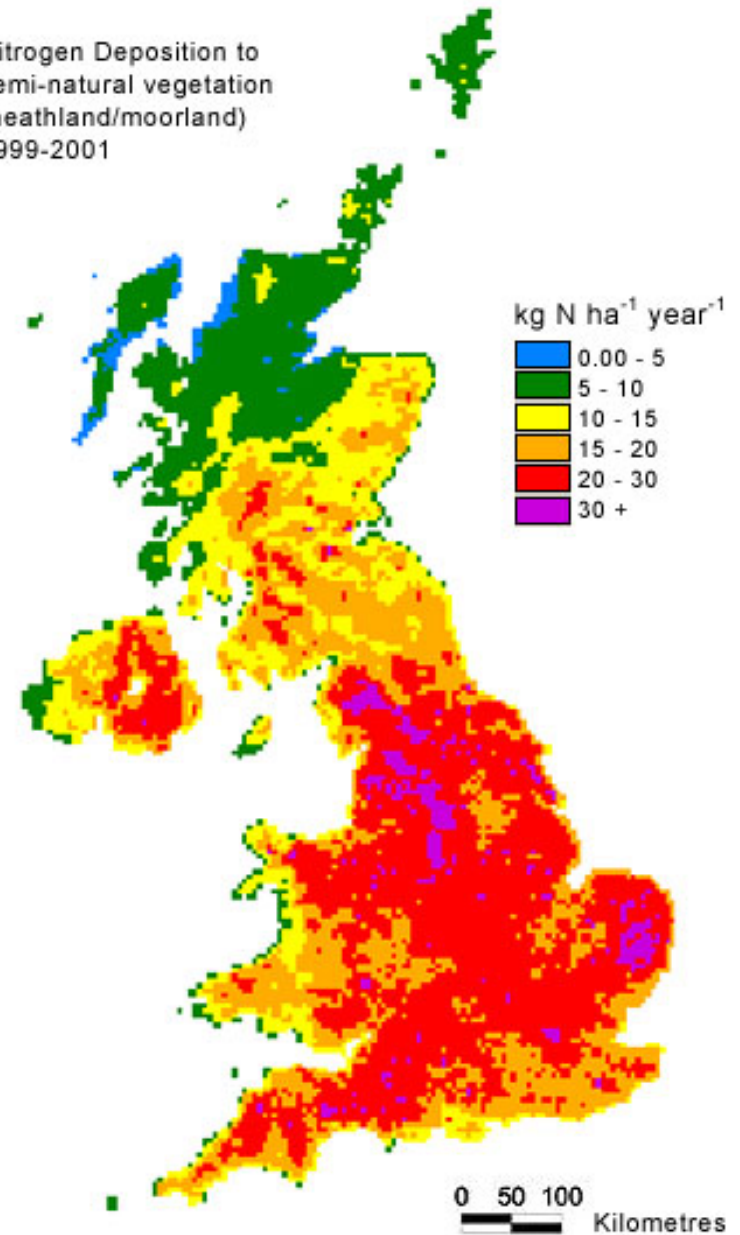 itrogen Deposition to
emi-natural vegetation
neathland/moorland)
999-2001
kg N ha⁻¹ year⁻¹
0.00 - 5
5 - 10
10 - 15
15 - 20
20 - 30
30 +
0 50 100
Kilometres